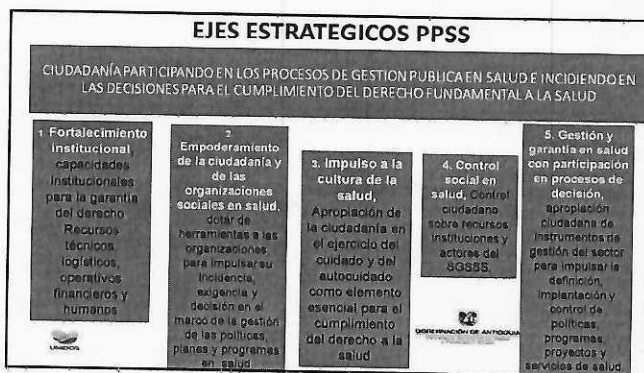 EJES ESTRATEGICOS PPSS
CIUDADANÍA PARTICIPANDO EN LOS PROCESOS DE GESTION PUBLICA EN SALUD E INCIDIENDO EN
LAS DECISIONES PARA EL CUMPLIMIENTO DEL DERECHO FUNDAMENTAL A LA SALUD
1. Fortalecimiento
institucional,
capacidades
institucionales
para la garantía
del derecho
Recursos
técnicos,
logísticos,
operativos
financieros y
humanos
UNIDOS
2.
Empoderamiento
de la ciudadanía y
de las
organizaciones
sociales en salud,
dotar de
herramientas a las
organizaciones
para impulsar su
incidencia,
exigencia y
decisión en el
marco de la gestión
de las políticas,
planes y programas
en salud
3. Impulso a la
cultura de la
salud,
Apropiación de
la ciudadanía en
el ejercicio del
cuidado y del
autocuidado
como elemento
esencial para el
cumplimiento
del derecho a la
salud
4. Control
social en
salud, Control
ciudadano
sobre recursos
instituciones y
actores del
SGSSS.
GOBERNACIÓN DE ANTIOQUIA
5. Gestión y
garantía en salud
con participación
en procesos de
decisión,
apropiación
ciudadana de
instrumentos de
gestión del sector
para impulsar la
definición,
implantación y
control de
políticas,
programas,
proyectos y
servicios de salud.